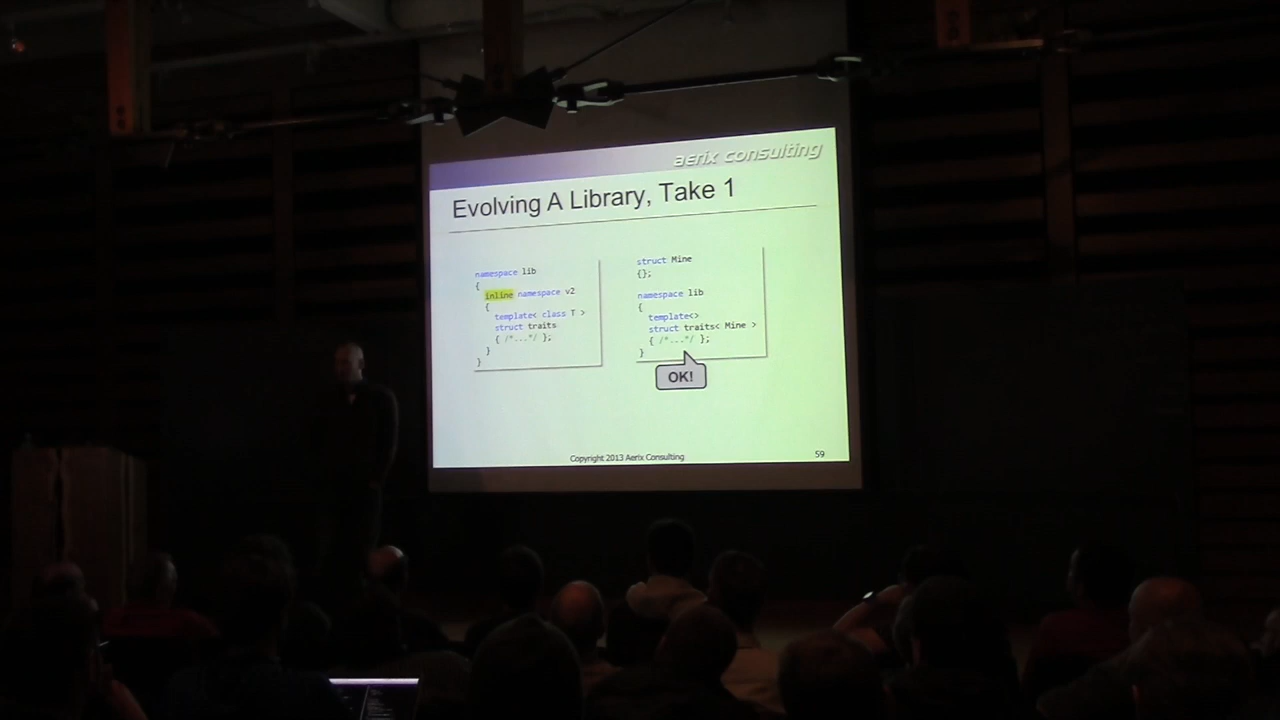 aerix consulting
Evolving A Library, Take 1
namespace lib
{
inline namespace v2
{
template< class T >
struct traits
{ /*...*/ };
}
}
struct Mine
{};
namespace lib
{
template<>
struct traits< Mine >
{ /*...*/ };
}
OK!
Copyright 2013 Aerix Consulting
59